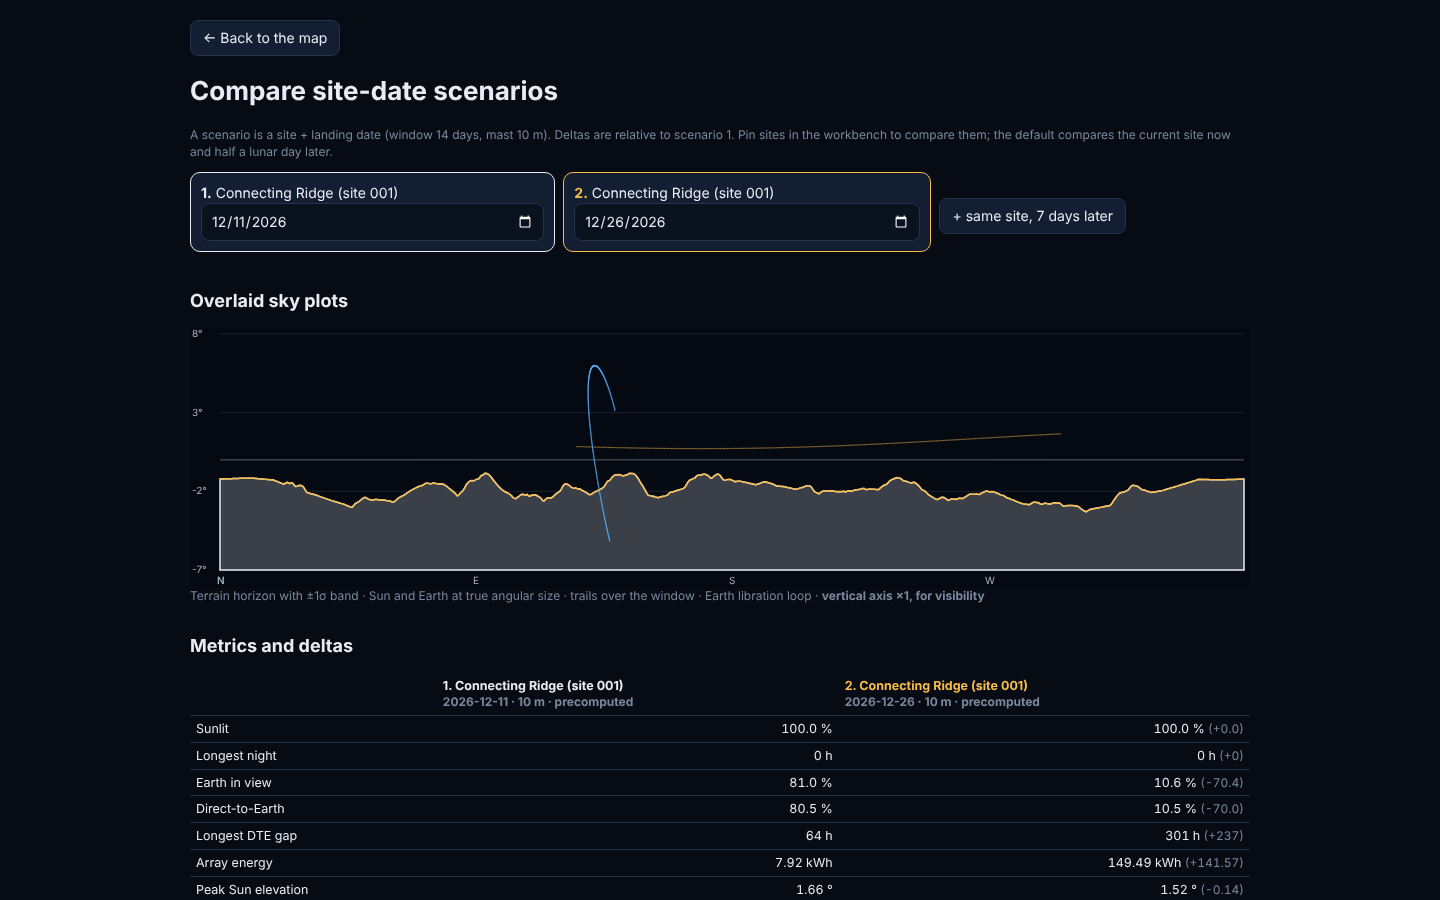 ← Back to the map
Compare site-date scenarios
A scenario is a site + landing date (window 14 days, mast 10 m). Deltas are relative to scenario 1. Pin sites in the workbench to compare them; the default compares the current site now
and half a lunar day later.
1. Connecting Ridge (site 001)
12/11/2026
2. Connecting Ridge (site 001)
12/26/2026
+ same site, 7 days later
Overlaid sky plots
8°
3°
-2°
-7°
N E S W
Terrain horizon with ±1σ band · Sun and Earth at true angular size · trails over the window · Earth libration loop · vertical axis ×1, for visibility
Metrics and deltas
1. Connecting Ridge (site 001) 2. Connecting Ridge (site 001)
2026-12-11 · 10 m · precomputed 2026-12-26 · 10 m · precomputed
Sunlit 100.0 % 100.0 % (+0.0)
Longest night 0 h 0 h (+0)
Earth in view 81.0 % 10.6 % (-70.4)
Direct-to-Earth 80.5 % 10.5 % (-70.0)
Longest DTE gap 64 h 301 h (+237)
Array energy 7.92 kWh 149.49 kWh (+141.57)
Peak Sun elevation 1.66 ° 1.52 ° (-0.14)